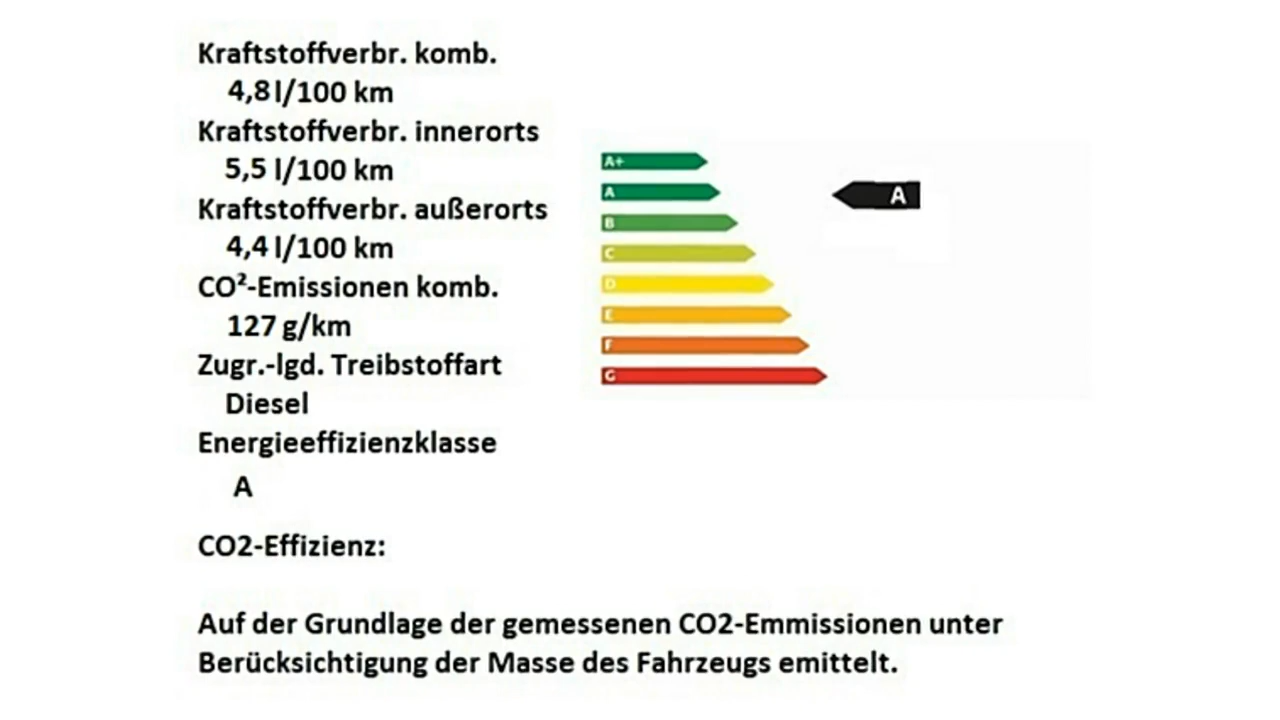 Kraftstoffverbr. komb.
4,8 l/100 km
Kraftstoffverbr. innerorts
5,5 l/100 km
Kraftstoffverbr. außerorts
4,4 l/100 km
CO²-Emissionen komb.
127 g/km
Zugr.-lgd. Treibstoffart
Diesel
Energieeffizienzklasse
A
A+
A
B
C
D
E
F
G
A
CO2-Effizienz:
Auf der Grundlage der gemessenen CO2-Emmissionen unter
Berücksichtigung der Masse des Fahrzeugs emittelt.